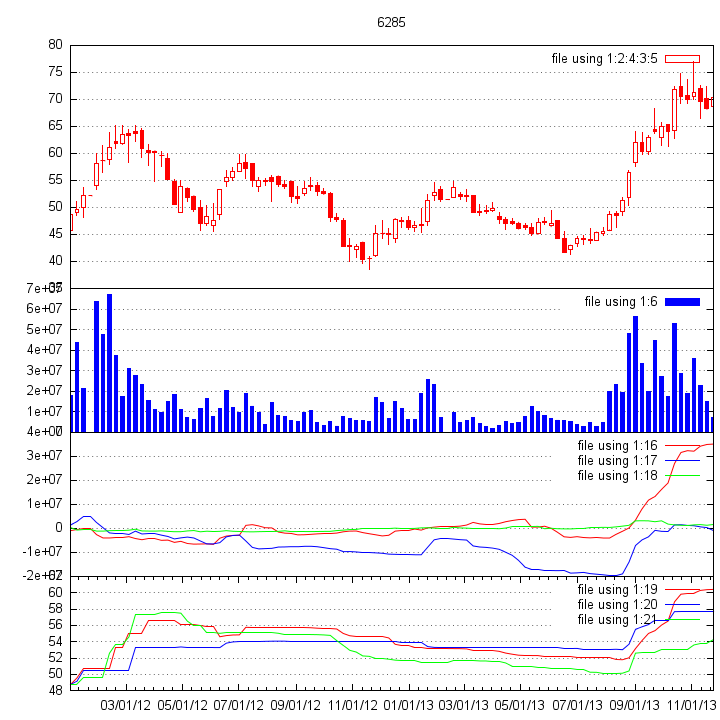 6285
80
file using 1:2:4:3:5
75
70
65
60
55
50
45
40
7e+07
file using 1:6
6e+07
5e+07
4e+07
3e+07
2e+07
1e+07
file using 1:16
3e+07
file using 1:17
file using 1:18
2e+07
1e+07
0
-1e+07
file using 1:19
60
file using 1:20
58
file using 1:21
56
54
52
50
48
03/01/12 05/01/12 07/01/12 09/01/12 11/01/12 01/01/13 03/01/13 05/01/13 07/01/13 09/01/13 11/01/13